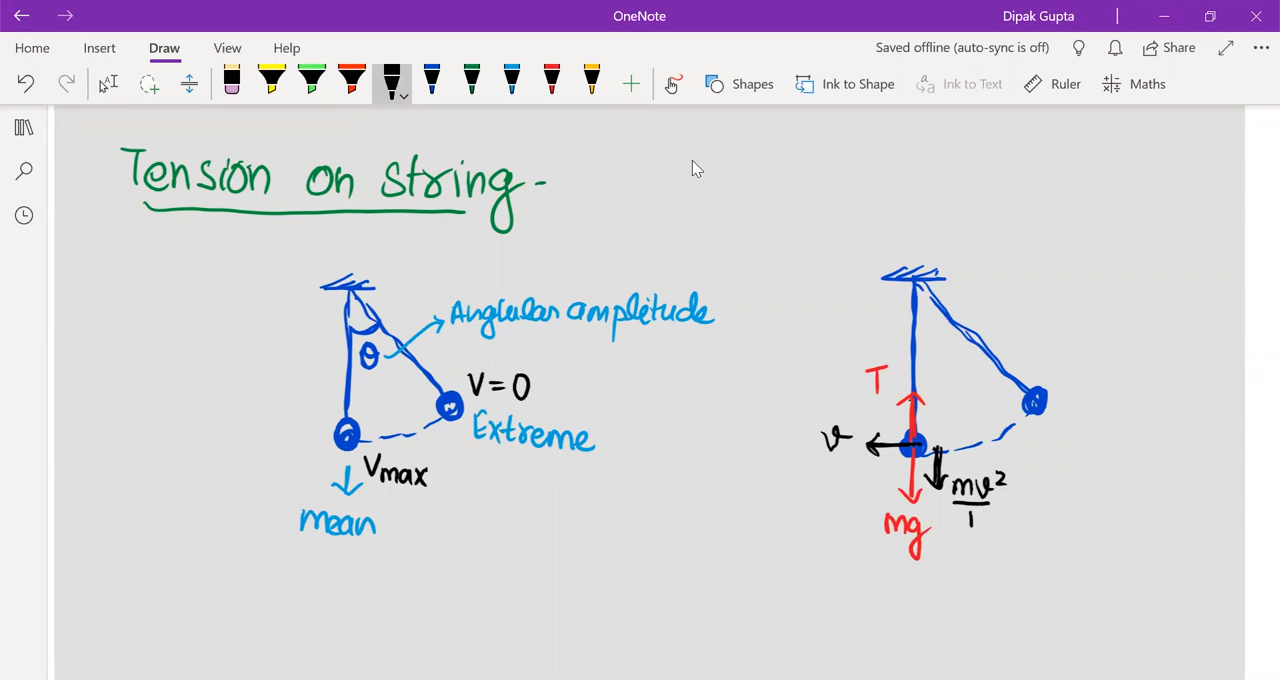 OneNote
Dipak Gupta
Home Insert Draw View Help
Saved offline (auto-sync is off)
Share
Shapes
Ink to Shape
Ink to Text
Ruler
Maths
Tension on string -
Angular amplitude
θ
V = 0
Extreme
Vmax
mean
T
v
mv²
l
mg